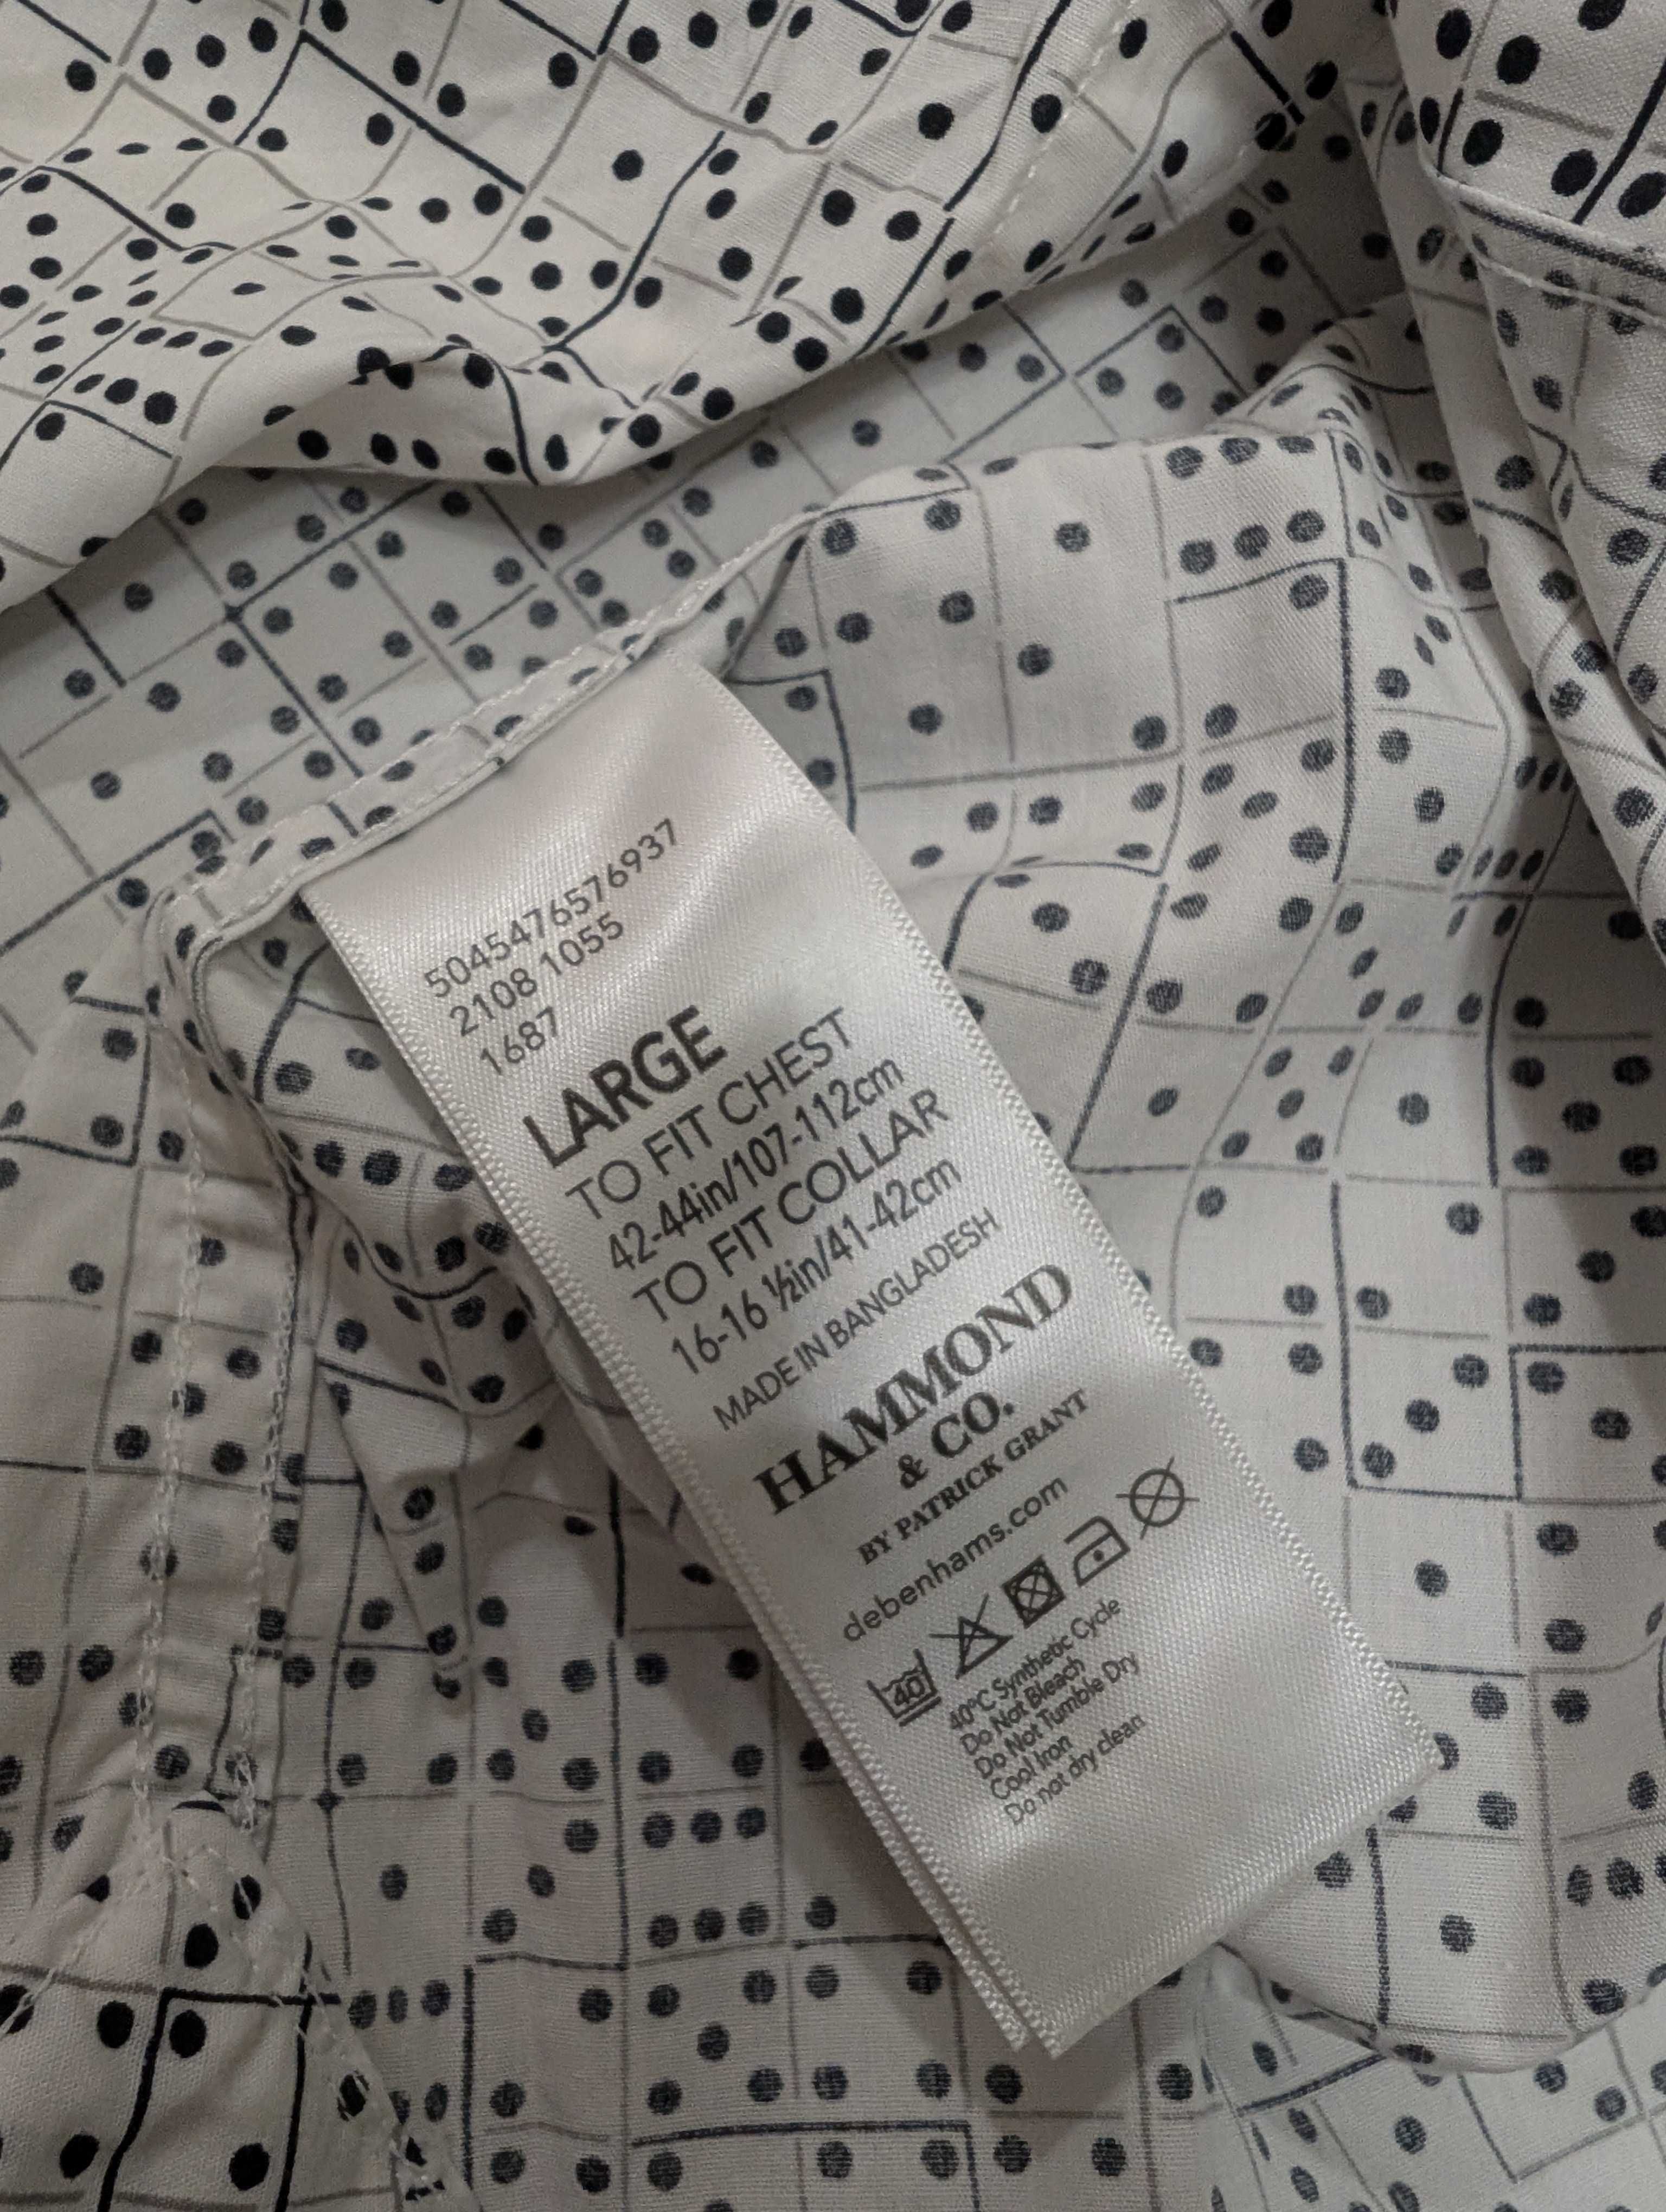 5045476576937
2108 1055
1687
LARGE
TO FIT CHEST
42-44in/107-112cm
TO FIT COLLAR
16-16 ½in/41-42cm
MADE IN BANGLADESH
HAMMOND
& CO.
BY PATRICK GRANT
debenhams.com
40
40°C Synthetic Cycle
Do Not Bleach
Do Not Tumble Dry
Cool Iron
Do not dry clean